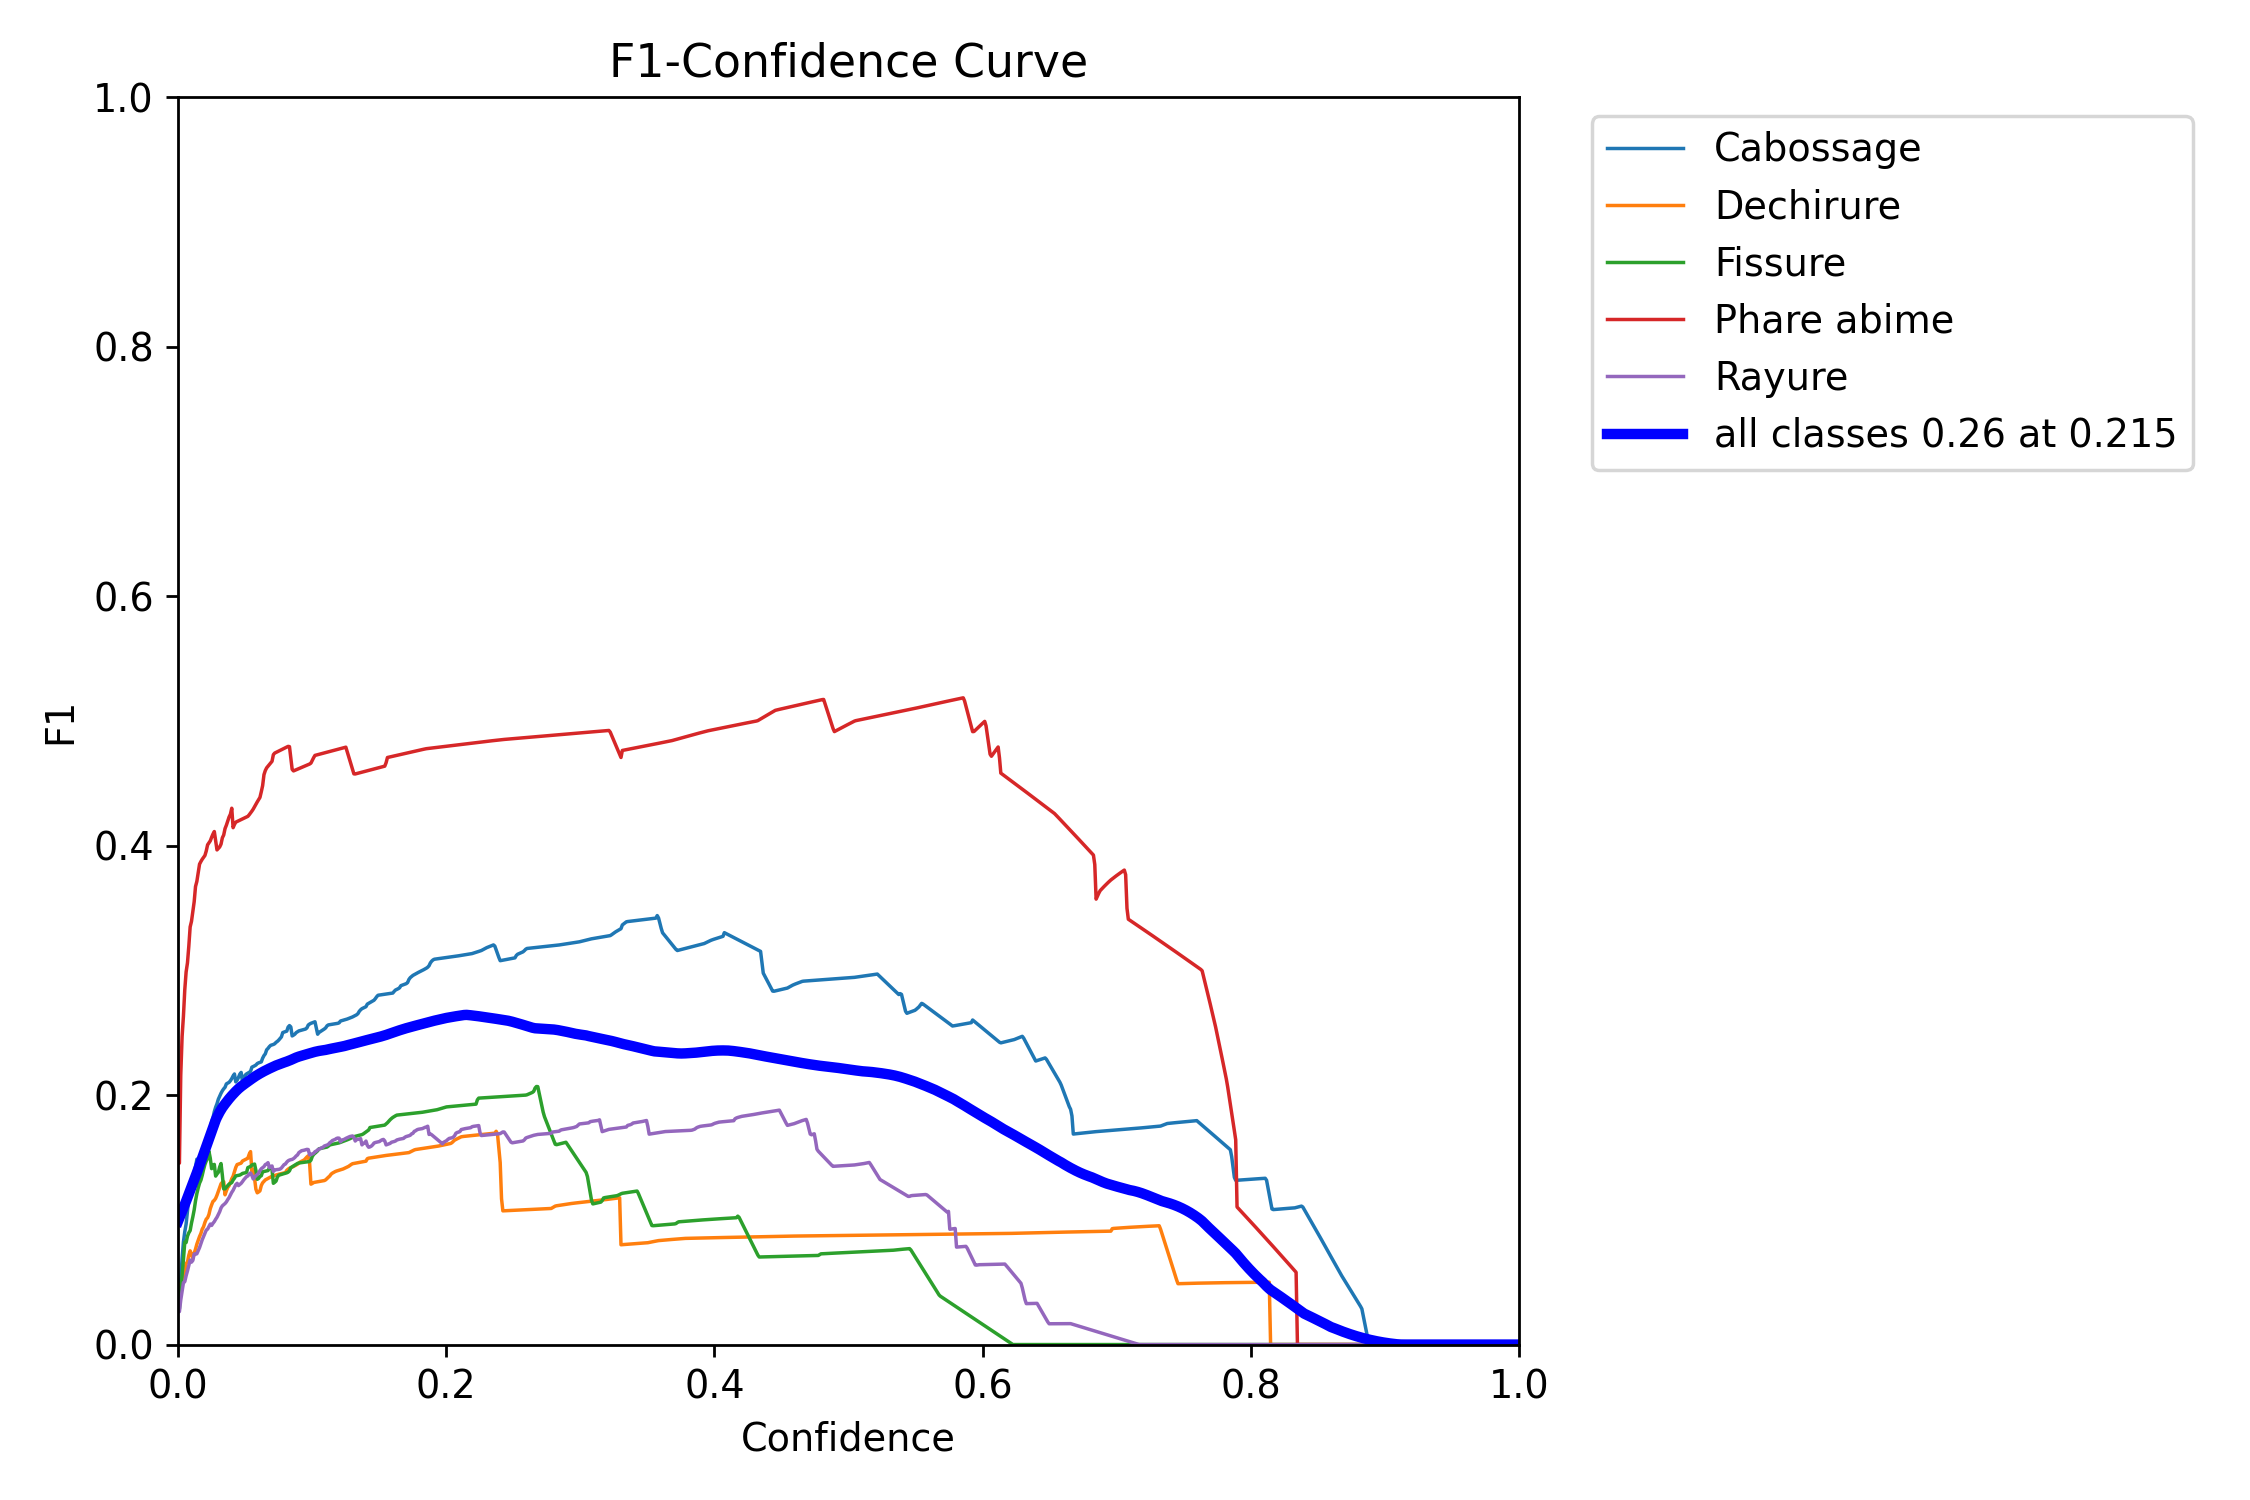 F1-Confidence Curve
1.0
0.8
0.6
0.4
0.2
0.0
F1
0.0 0.2 0.4 0.6 0.8 1.0
Confidence
Cabossage
Dechirure
Fissure
Phare abime
Rayure
all classes 0.26 at 0.215